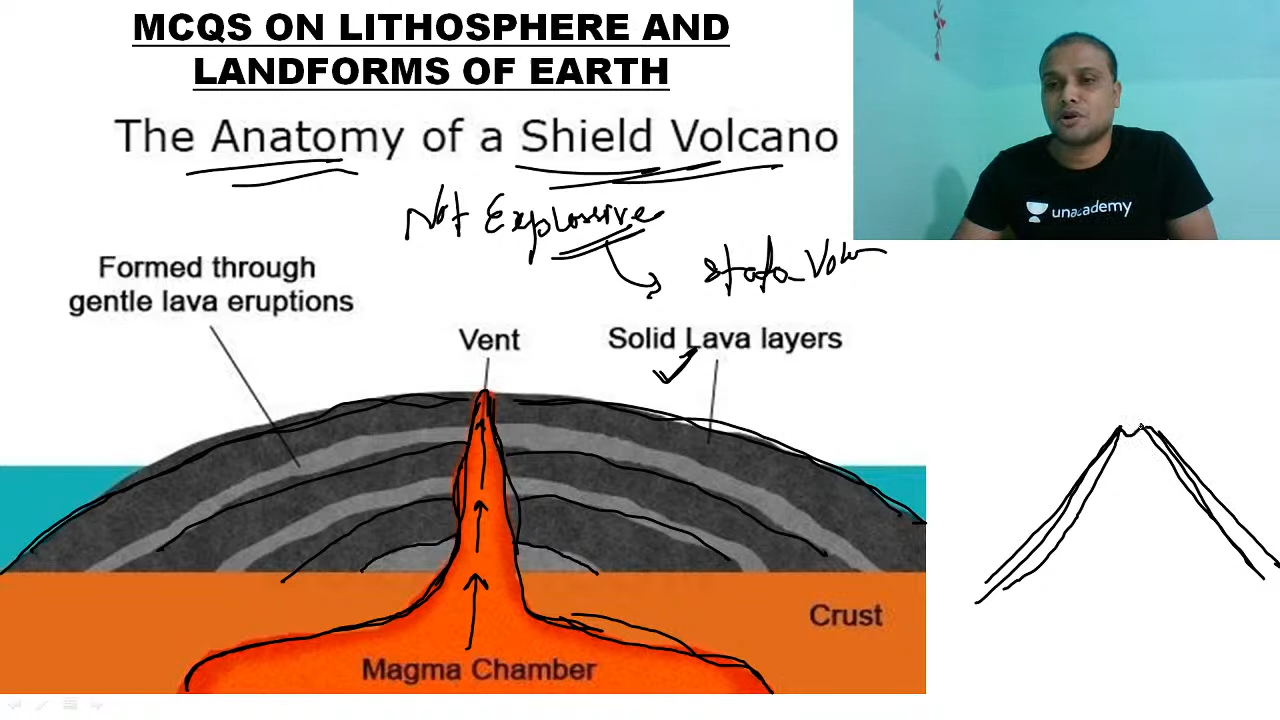 MCQS ON LITHOSPHERE AND
LANDFORMS OF EARTH
The Anatomy of a Shield Volcano
unacademy
Not Explosive
Formed through
gentle lava eruptions
Vent
Solid Lava layers
Crust
Magma Chamber